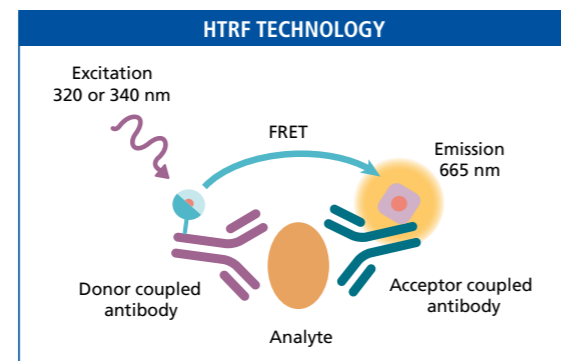 HTRF TECHNOLOGY
Excitation
320 or 340 nm
FRET
Emission
665 nm
Donor coupled
antibody
Acceptor coupled
antibody
Analyte